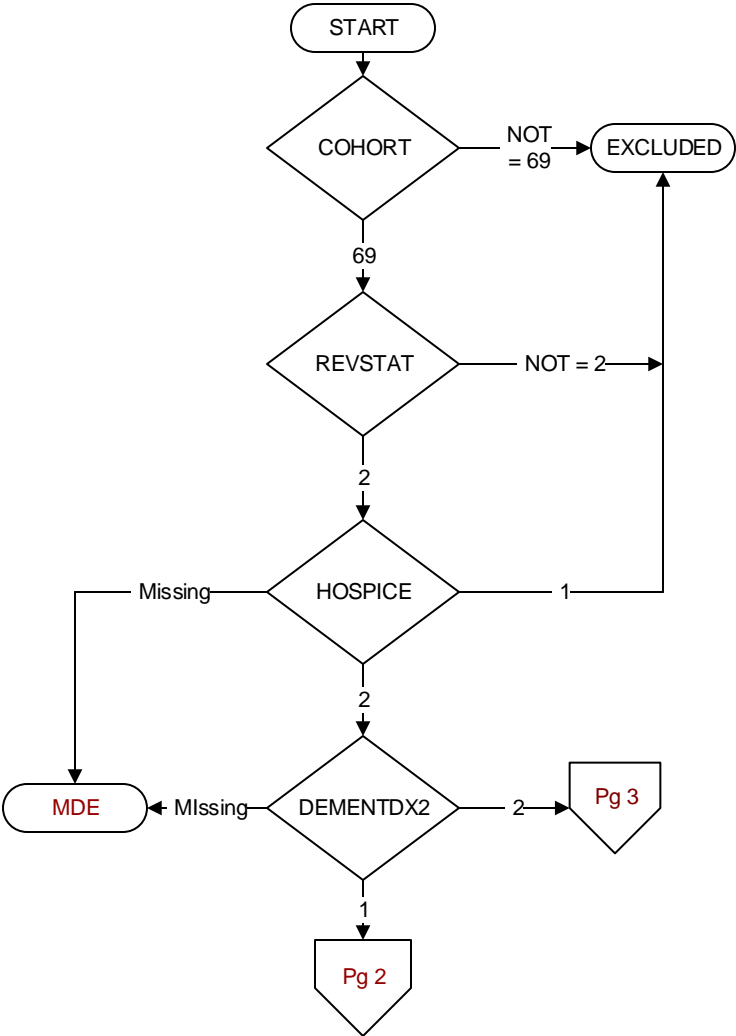 START
COHORT
NOT
= 69
EXCLUDED
69
REVSTAT
NOT = 2
2
Missing
HOSPICE
1
2
MDE
MIssing
DEMENTDX2
2
Pg 3
1
Pg 2